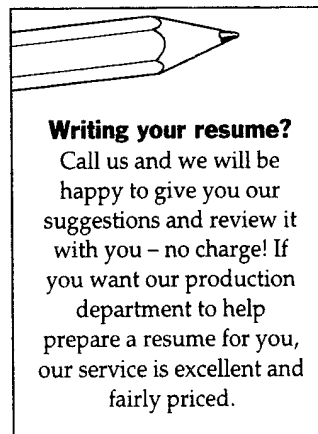 Writing your resume?
Call us and we will be
happy to give you our
suggestions and review it
with you – no charge! If
you want our production
department to help
prepare a resume for you,
our service is excellent and
fairly priced.